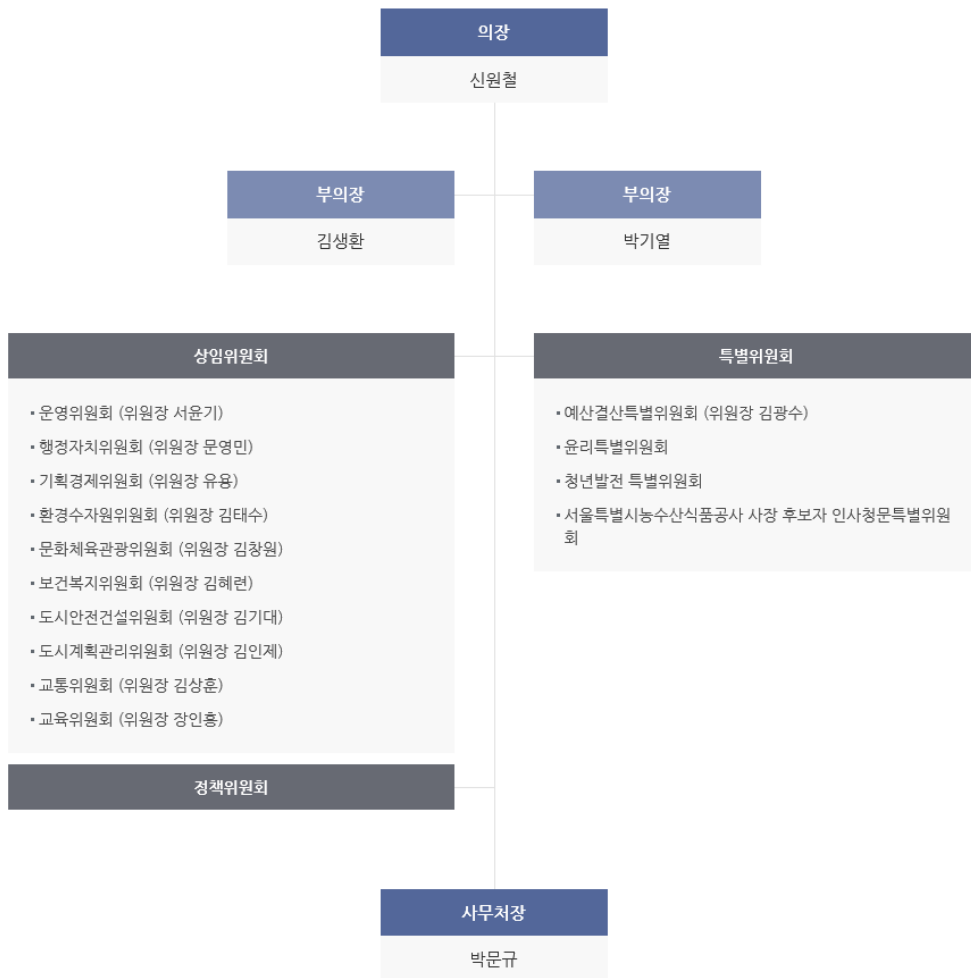 의장
신원철
부의장
부의장
김생환
박기열
상임위원회
운영위원회 (위원장 서윤기)
행정자치위원회 (위원장 문영민)
기획경제위원회 (위원장 유용)
환경수자원위원회 (위원장 김태수)
문화체육관광위원회 (위원장 김창원)
보건복지위원회 (위원장 김혜련)
도시안전건설위원회 (위원장 김기대)
도시계획관리위원회 (위원장 김인제)
교통위원회 (위원장 김상훈)
교육위원회 (위원장 장인홍)
특별위원회
예산결산특별위원회 (위원장 김광수)
윤리특별위원회
청년발전 특별위원회
서울특별시농수산식품공사 사장 후보자 인사청문특별위원
회
정책위원회
사무처장
박문규